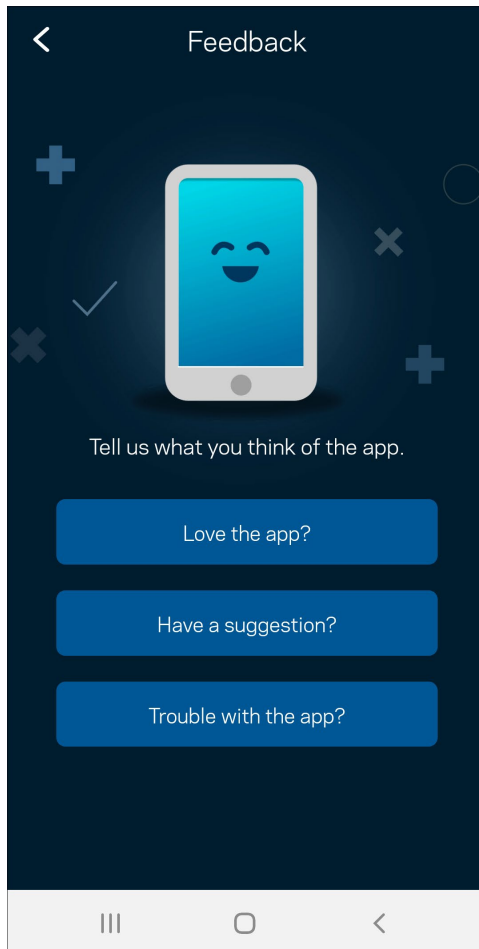 Feedback
Tell us what you think of the app.
Love the app?
Have a suggestion?
Trouble with the app?